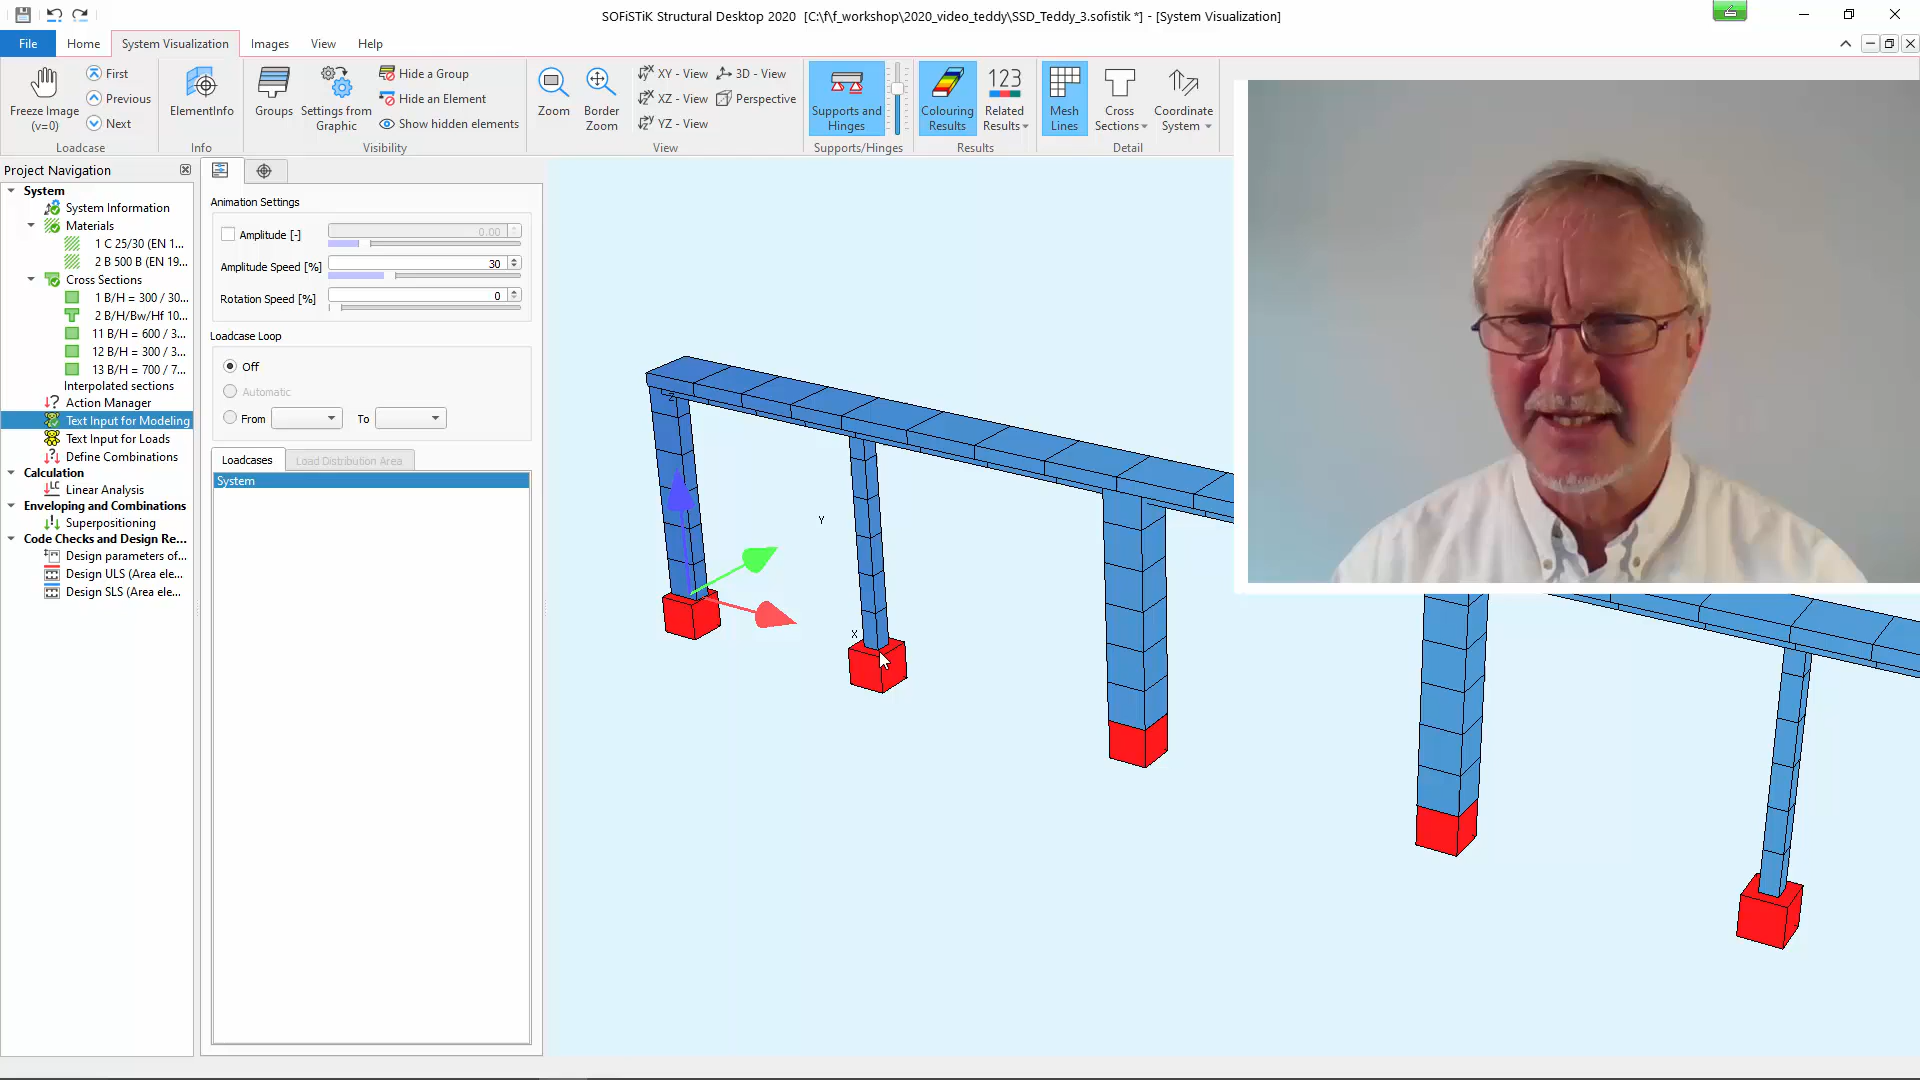 SOFiSTiK Structural Desktop 2020 [C:\f\f_workshop\2020_video_teddy\SSD_Teddy_3.sofistik *] - [System Visualization]
File Home System Visualization Images View Help
Freeze Image (v=0)
First
Previous
Next
Loadcase
ElementInfo
Info
Groups
Settings from Graphic
Hide a Group
Hide an Element
Show hidden elements
Visibility
Zoom
Border Zoom
XY - View
XZ - View
YZ - View
3D - View
Perspective
View
Supports and Hinges
Supports/Hinges
Colouring Results
123
Related Results
Results
Mesh Lines
Cross Sections
Coordinate System
Detail
Project Navigation
System
System Information
Materials
1 C 25/30 (EN 1...
2 B 500 B (EN 19...
Cross Sections
1 B/H = 300 / 30...
2 B/H/Bw/Hf 10...
11 B/H = 600 / 3...
12 B/H = 300 / 3...
13 B/H = 700 / 7...
Interpolated sections
Action Manager
Text Input for Modeling
Text Input for Loads
Define Combinations
Calculation
Linear Analysis
Enveloping and Combinations
Superpositioning
Code Checks and Design Re...
Design parameters of...
Design ULS (Area ele...
Design SLS (Area ele...
Animation Settings
Amplitude [-] 0.00
Amplitude Speed [%] 30
Rotation Speed [%] 0
Loadcase Loop
Off
Automatic
From To
Loadcases Load Distribution Area
System
Z
Y
X